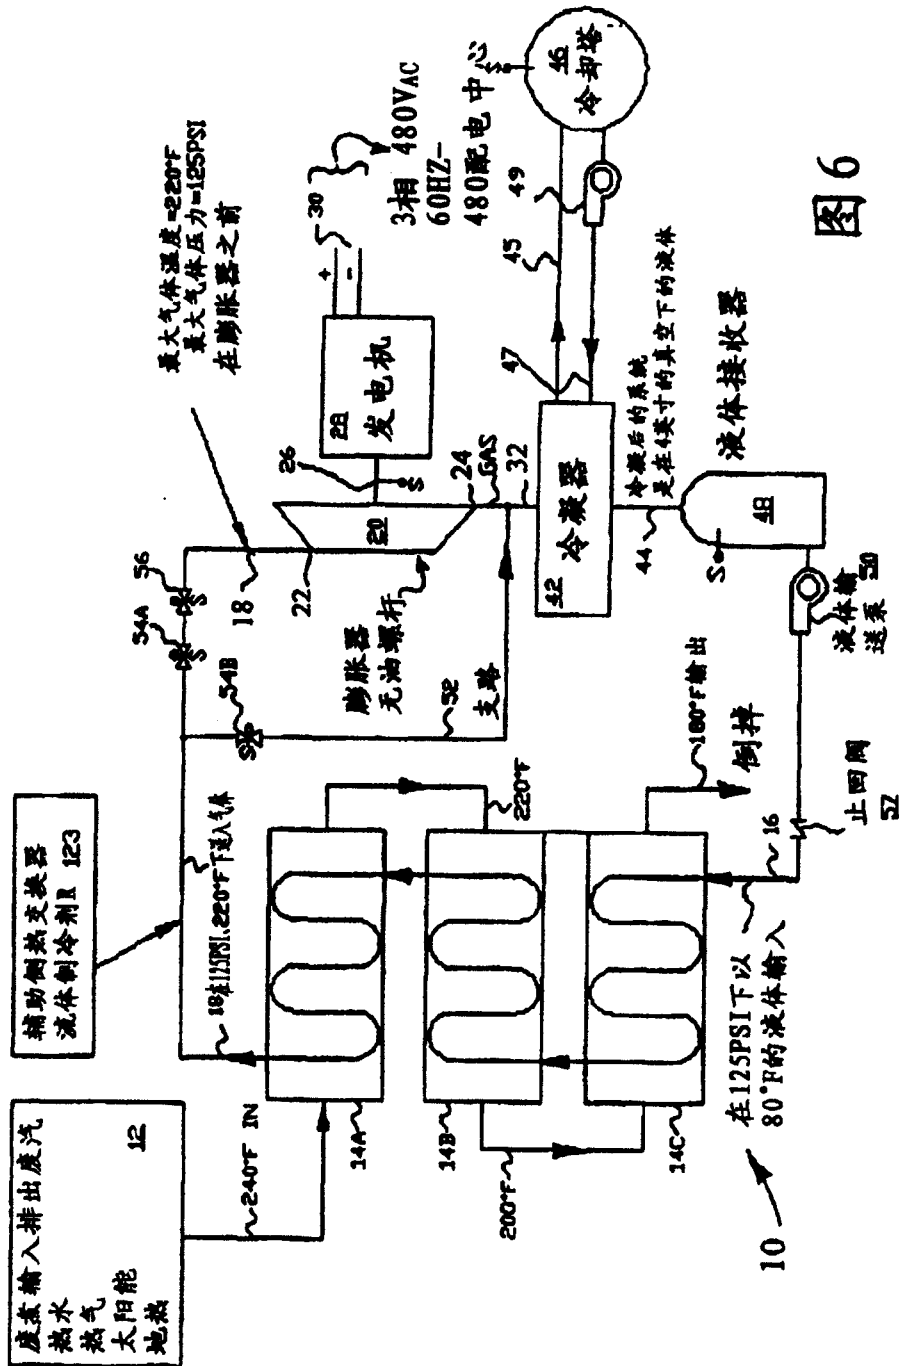 废煮输入排出废汽
热水
热气
太阳能
地热
12
辅助侧热交换器
流体制冷剂R 123
240°F IN
18在125PSI、220°F下送入气体
14A
220°F
14B
200°F
14C
180°F输出
倒掉
16
在125PSI下以
80°F的液体输入
10
止回阀
57
液体输
送泵 50
54A
56
54B
S
S
S
52
支路
18
22
最大气体温度=220°F
最大气体压力=125PSI
在膨胀器之前
膨胀器
无油螺杆
20
24
GAS
32
26
S
28
发电机
+
-
30
3相 480VAC
60HZ-
480配电中心
42
冷凝器
47
45
49
46
冷却塔
S
44
冷凝后的系统
是在4英寸的真空下的液体
S
48
液体接收器
图 6